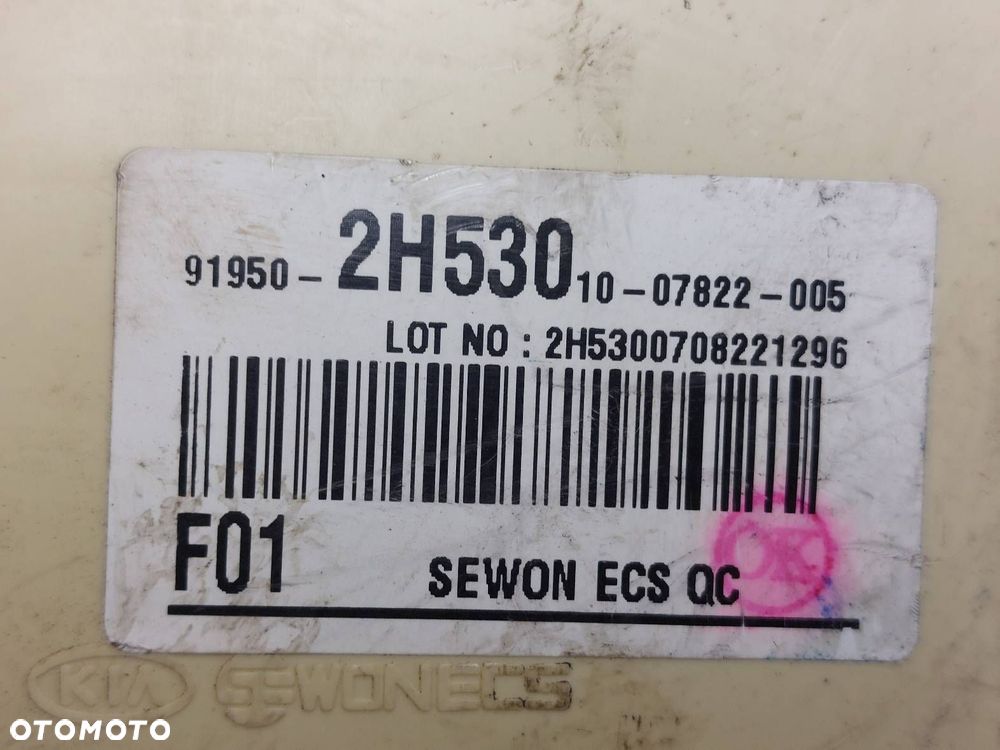 91950-2H530 10-07822-005
LOT NO : 2H5300708221296
F01
SEWON ECS QC
OK
KIA SEWONECS
OTOMOTO